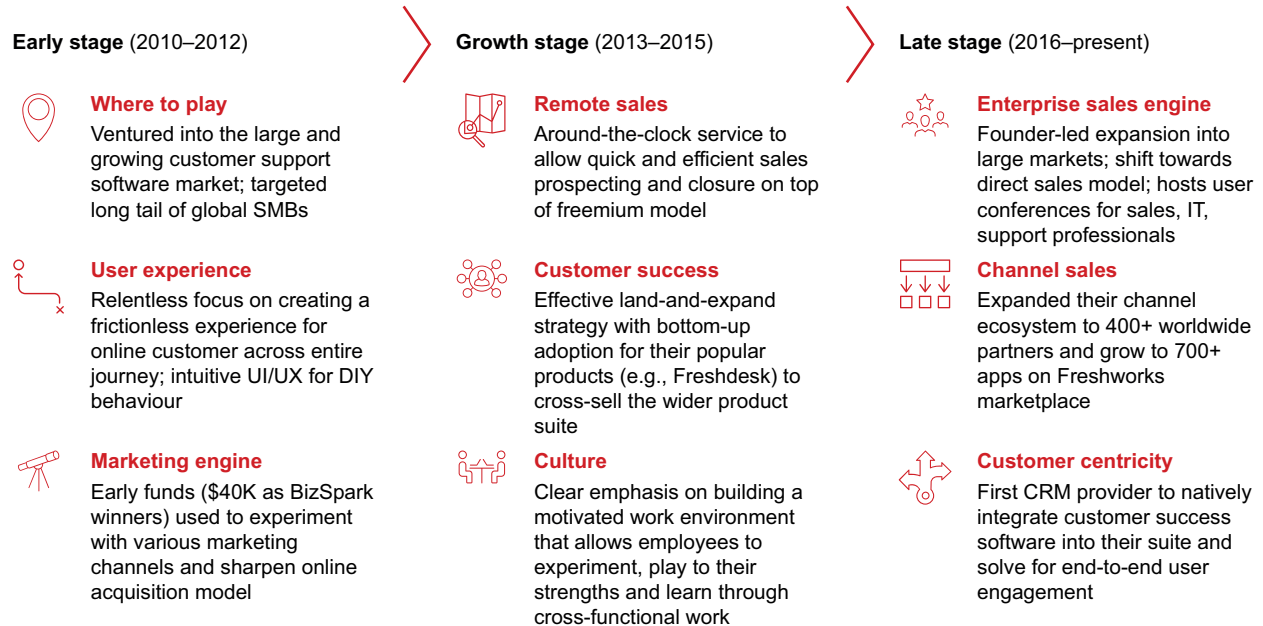 Early stage (2010–2012)
Where to play
Ventured into the large and
growing customer support
software market; targeted
long tail of global SMBs
User experience
Relentless focus on creating a
frictionless experience for
online customer across entire
journey; intuitive UI/UX for DIY
behaviour
Marketing engine
Early funds ($40K as BizSpark
winners) used to experiment
with various marketing
channels and sharpen online
acquisition model
Growth stage (2013–2015)
Remote sales
Around-the-clock service to
allow quick and efficient sales
prospecting and closure on top
of freemium model
Customer success
Effective land-and-expand
strategy with bottom-up
adoption for their popular
products (e.g., Freshdesk) to
cross-sell the wider product
suite
Culture
Clear emphasis on building a
motivated work environment
that allows employees to
experiment, play to their
strengths and learn through
cross-functional work
Late stage (2016–present)
Enterprise sales engine
Founder-led expansion into
large markets; shift towards
direct sales model; hosts user
conferences for sales, IT,
support professionals
Channel sales
Expanded their channel
ecosystem to 400+ worldwide
partners and grow to 700+
apps on Freshworks
marketplace
Customer centricity
First CRM provider to natively
integrate customer success
software into their suite and
solve for end-to-end user
engagement